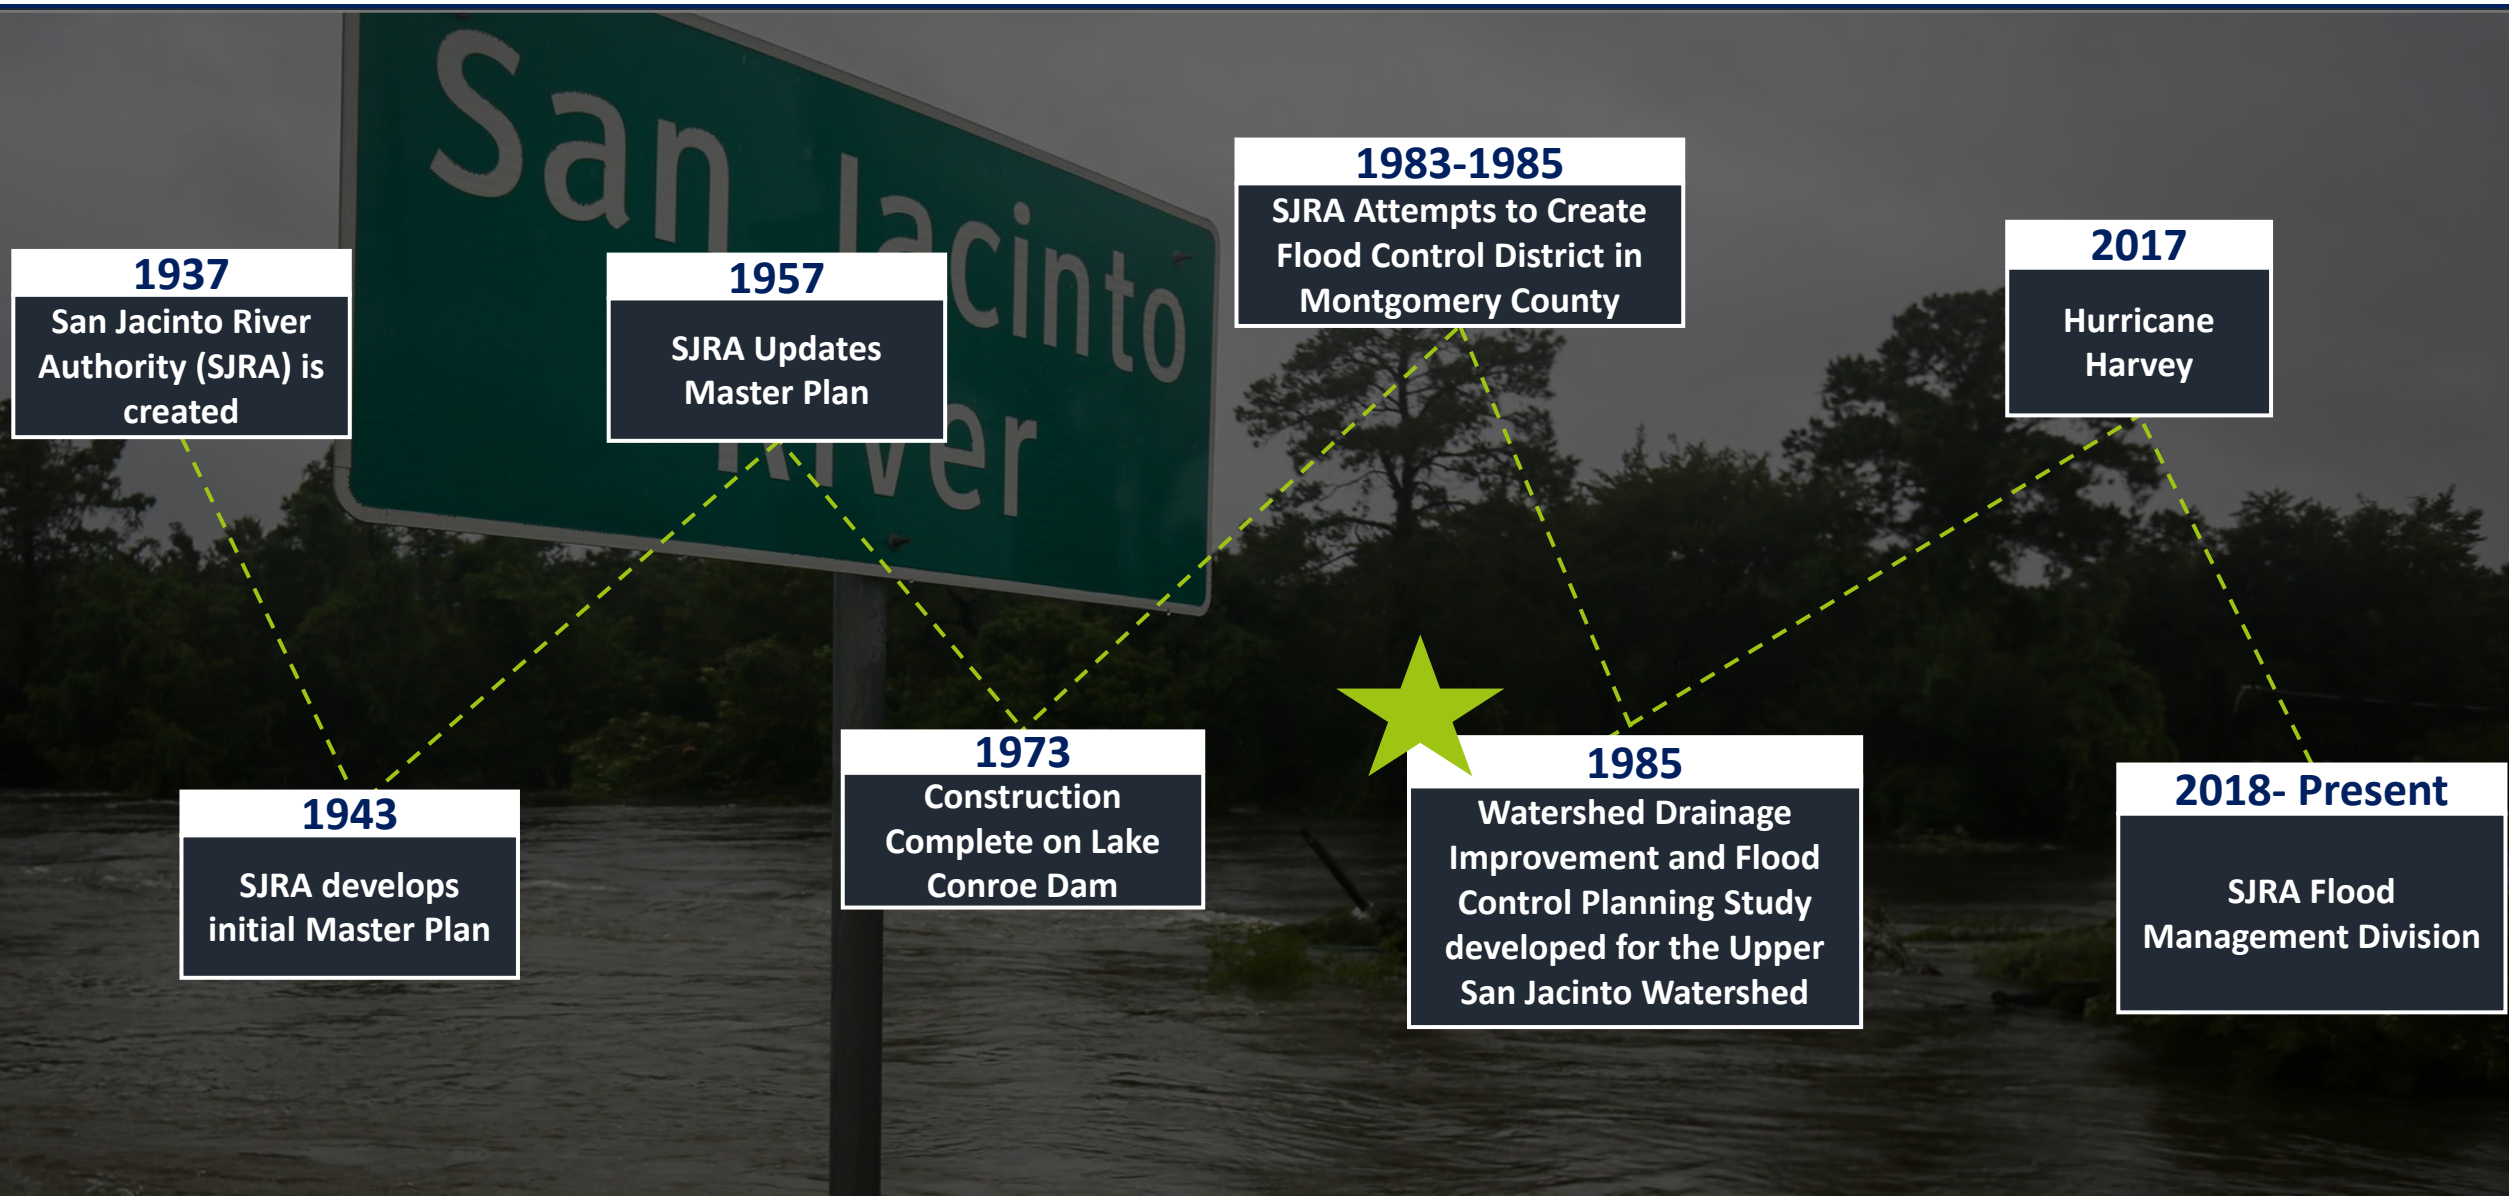 San Jacinto
River
1937
San Jacinto River
Authority (SJRA) is
created
1943
SJRA develops
initial Master Plan
1957
SJRA Updates
Master Plan
1973
Construction
Complete on Lake
Conroe Dam
1983-1985
SJRA Attempts to Create
Flood Control District in
Montgomery County
1985
Watershed Drainage
Improvement and Flood
Control Planning Study
developed for the Upper
San Jacinto Watershed
2017
Hurricane
Harvey
2018- Present
SJRA Flood
Management Division